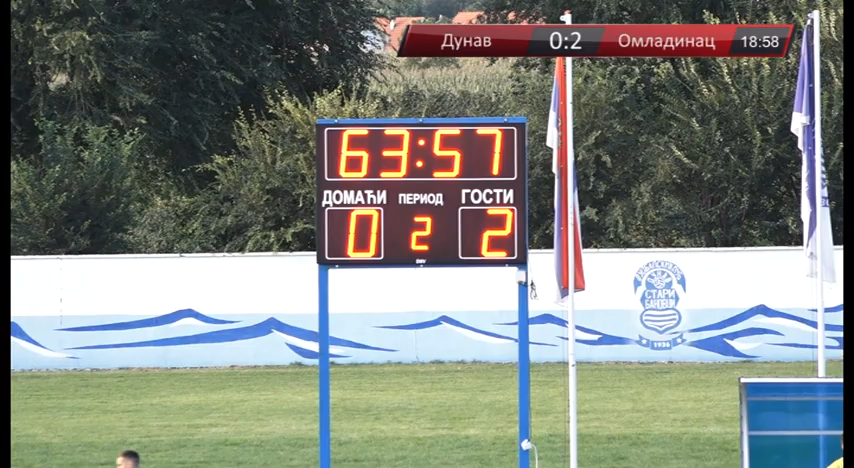 Дунав 0:2 Омладинац 18:58
63:57
ДОМАЋИ ПЕРИОД ГОСТИ
0 2 2
СТАРИ
БАНОВЦИ
1936